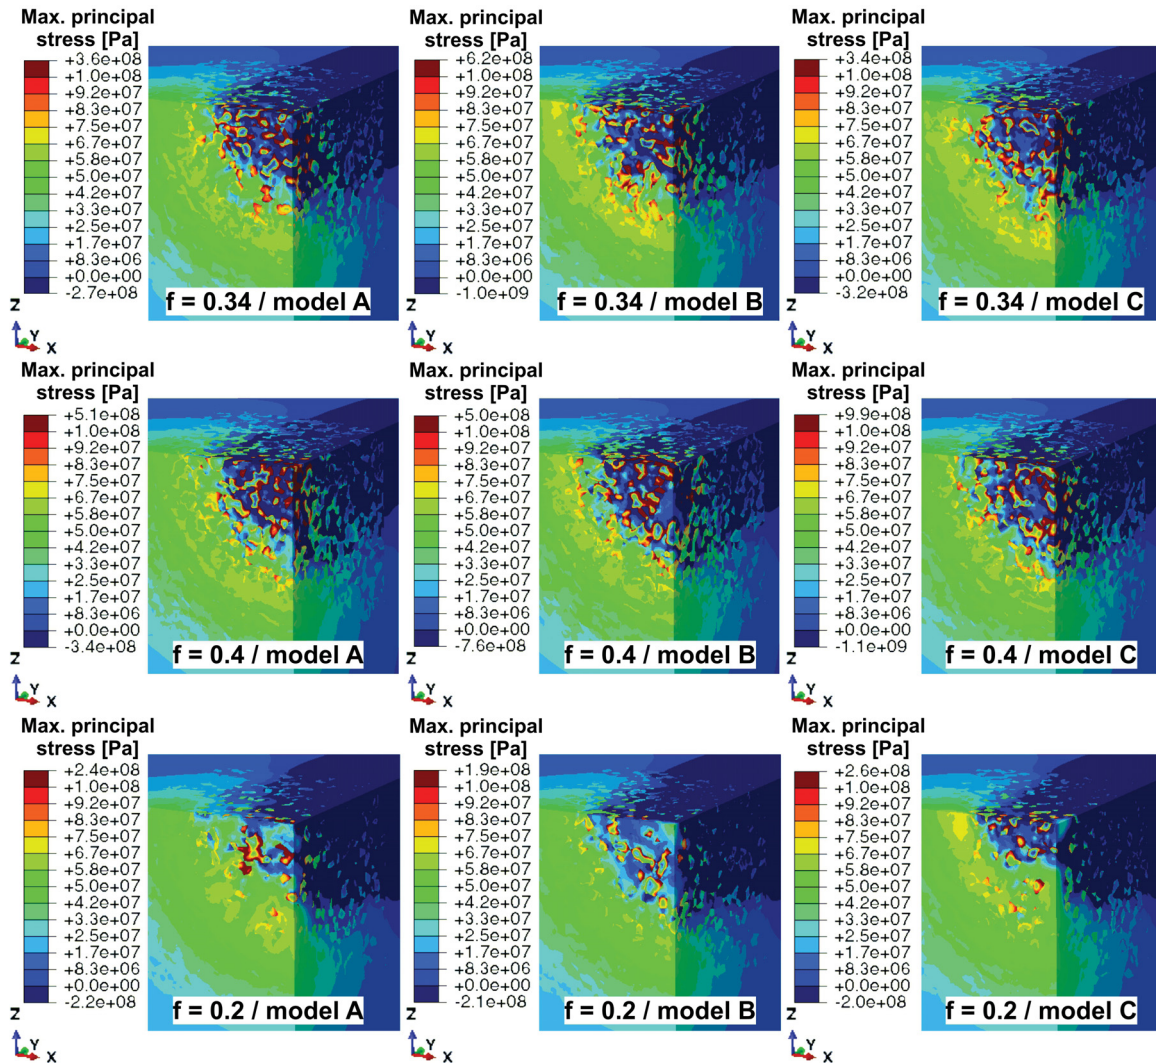 Max. principal
stress [Pa]
+3.6e+08
+1.0e+08
+9.2e+07
+8.3e+07
+7.5e+07
+6.7e+07
+5.8e+07
+5.0e+07
+4.2e+07
+3.3e+07
+2.5e+07
+1.7e+07
+8.3e+06
+0.0e+00
-2.7e+08
Z
Y
X
f = 0.34 / model A
Max. principal
stress [Pa]
+6.2e+08
+1.0e+08
+9.2e+07
+8.3e+07
+7.5e+07
+6.7e+07
+5.8e+07
+5.0e+07
+4.2e+07
+3.3e+07
+2.5e+07
+1.7e+07
+8.3e+06
+0.0e+00
-1.0e+09
Z
Y
X
f = 0.34 / model B
Max. principal
stress [Pa]
+3.4e+08
+1.0e+08
+9.2e+07
+8.3e+07
+7.5e+07
+6.7e+07
+5.8e+07
+5.0e+07
+4.2e+07
+3.3e+07
+2.5e+07
+1.7e+07
+8.3e+06
+0.0e+00
-3.2e+08
Z
Y
X
f = 0.34 / model C
Max. principal
stress [Pa]
+5.1e+08
+1.0e+08
+9.2e+07
+8.3e+07
+7.5e+07
+6.7e+07
+5.8e+07
+5.0e+07
+4.2e+07
+3.3e+07
+2.5e+07
+1.7e+07
+8.3e+06
+0.0e+00
-3.4e+08
Z
Y
X
f = 0.4 / model A
Max. principal
stress [Pa]
+5.0e+08
+1.0e+08
+9.2e+07
+8.3e+07
+7.5e+07
+6.7e+07
+5.8e+07
+5.0e+07
+4.2e+07
+3.3e+07
+2.5e+07
+1.7e+07
+8.3e+06
+0.0e+00
-7.6e+08
Z
Y
X
f = 0.4 / model B
Max. principal
stress [Pa]
+9.9e+08
+1.0e+08
+9.2e+07
+8.3e+07
+7.5e+07
+6.7e+07
+5.8e+07
+5.0e+07
+4.2e+07
+3.3e+07
+2.5e+07
+1.7e+07
+8.3e+06
+0.0e+00
-1.1e+09
Z
Y
X
f = 0.4 / model C
Max. principal
stress [Pa]
+2.4e+08
+1.0e+08
+9.2e+07
+8.3e+07
+7.5e+07
+6.7e+07
+5.8e+07
+5.0e+07
+4.2e+07
+3.3e+07
+2.5e+07
+1.7e+07
+8.3e+06
+0.0e+00
-2.2e+08
Z
Y
X
f = 0.2 / model A
Max. principal
stress [Pa]
+1.9e+08
+1.0e+08
+9.2e+07
+8.3e+07
+7.5e+07
+6.7e+07
+5.8e+07
+5.0e+07
+4.2e+07
+3.3e+07
+2.5e+07
+1.7e+07
+8.3e+06
+0.0e+00
-2.1e+08
Z
Y
X
f = 0.2 / model B
Max. principal
stress [Pa]
+2.6e+08
+1.0e+08
+9.2e+07
+8.3e+07
+7.5e+07
+6.7e+07
+5.8e+07
+5.0e+07
+4.2e+07
+3.3e+07
+2.5e+07
+1.7e+07
+8.3e+06
+0.0e+00
-2.0e+08
Z
Y
X
f = 0.2 / model C